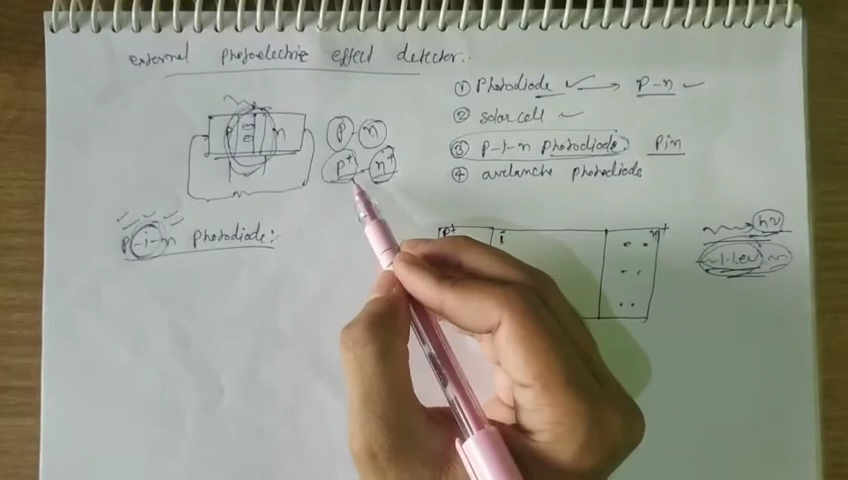 external photoelectric effect detector:.
① Photodiode ✓ → p-n ✓
② solar cell ~
③ P-i-n Photodiode Pin
④ avalanche photodiode
n
p - n
p+ - n+
p-i-n photodiode:-
p+ i n+
hν
~1.1eV